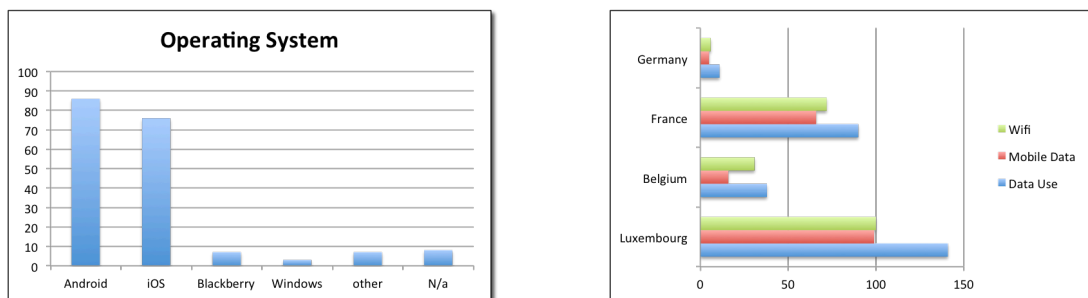 Operating System
100
90
80
70
60
50
40
30
20
10
0
Android iOS Blackberry Windows other N/a
Germany
France
Belgium
Luxembourg
0 50 100 150
Wifi
Mobile Data
Data Use